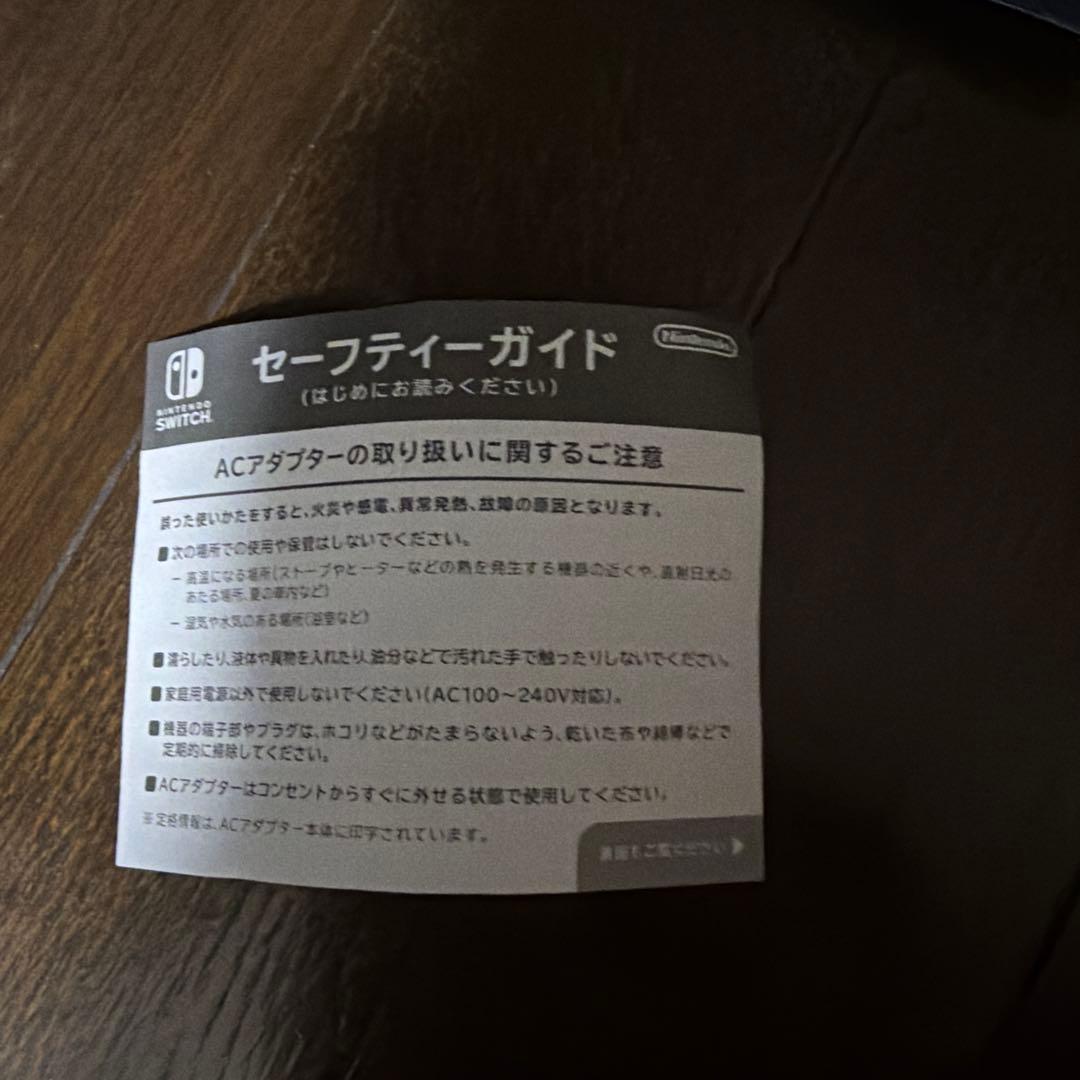 NINTENDO
SWITCH
セーフティーガイド
(はじめにお読みください)
Nintendo
ACアダプターの取り扱いに関するご注意
誤った使いかたをすると、火災や感電、異常発熱、故障の原因となります。
■次の場所での使用や保管はしないでください。
– 高温になる場所(ストーブやヒーターなどの熱を発生する機器の近くや、直射日光の
あたる場所、夏の車内など)
– 湿気や水気のある場所(浴室など)
■濡らしたり、液体や異物を入れたり、油分などで汚れた手で触ったりしないでください。
■家庭用電源以外で使用しないでください(AC100〜240V対応)。
■機器の端子部やプラグは、ホコリなどがたまらないよう、乾いた布や綿棒などで
定期的に掃除してください。
■ACアダプターはコンセントからすぐに外せる状態で使用してください。
※定格情報は、ACアダプター本体に印字されています。
裏面もご覧ください